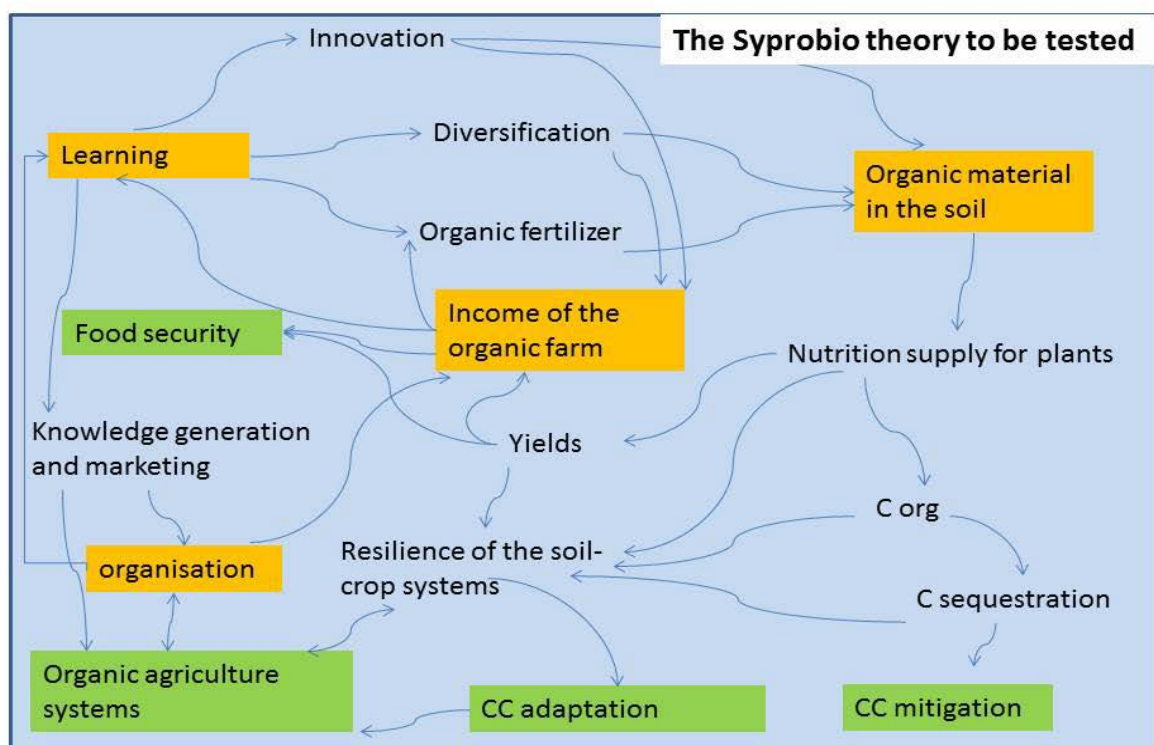 The Syprobio theory to be tested
Innovation
Diversification
Learning
Organic material
in the soil
Organic fertilizer
Income of the
organic farm
Food security
Nutrition supply for plants
Knowledge generation
and marketing
Yields
C org
Resilience of the soil-
crop systems
organisation
C sequestration
Organic agriculture
systems
CC adaptation
CC mitigation